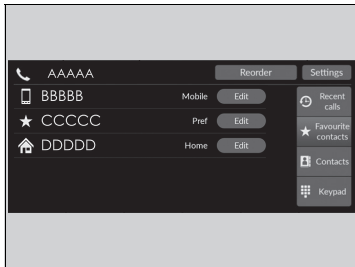 AAAAA Reorder Settings
BBBBB Mobile Edit
CCCCC Pref Edit
DDDDD Home Edit
Recent
calls
Favourite
contacts
Contacts
Keypad